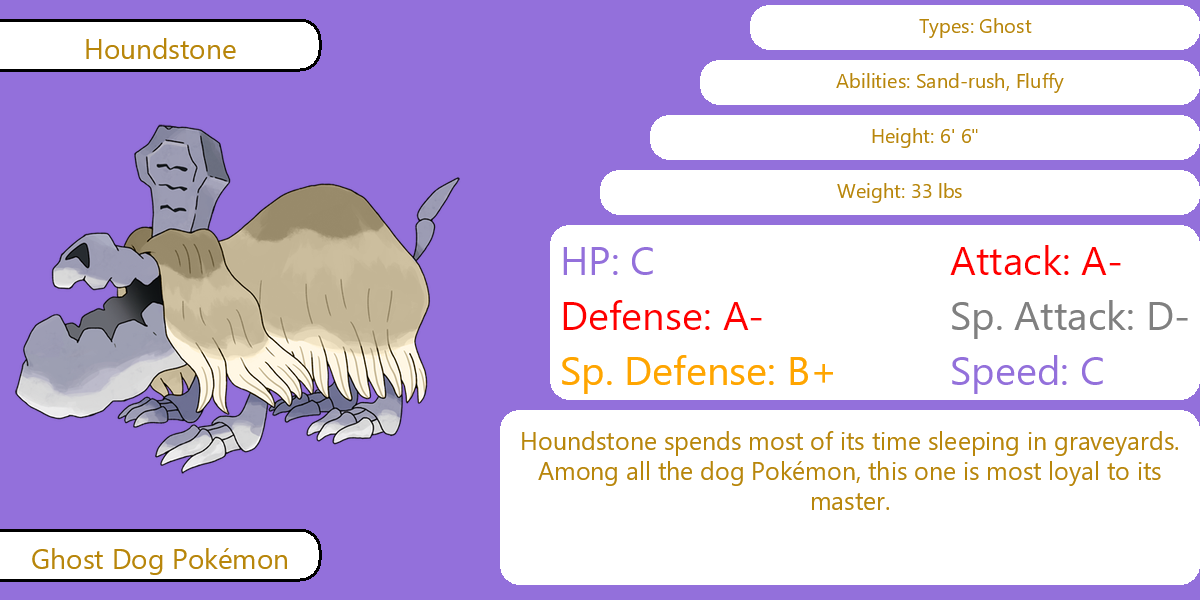 Houndstone
Types: Ghost
Abilities: Sand-rush, Fluffy
Height: 6' 6"
Weight: 33 lbs
HP: C
Attack: A-
Defense: A-
Sp. Attack: D-
Sp. Defense: B+
Speed: C
Houndstone spends most of its time sleeping in graveyards.
Among all the dog Pokémon, this one is most loyal to its
master.
Ghost Dog Pokémon